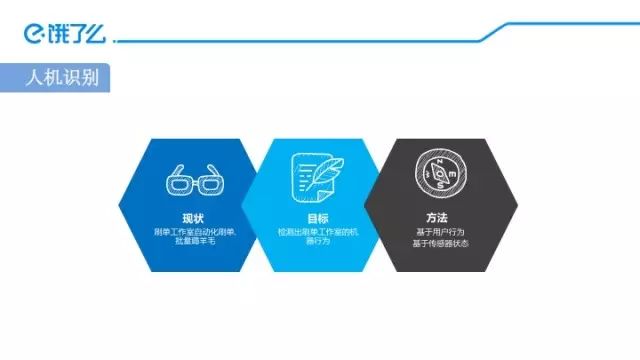 饿了么
人机识别
N
W E
S
现状
刷单工作室自动化刷单,
批量薅羊毛
目标
检测出刷单工作室的机
器行为
方法
基于用户行为
基于传感器状态